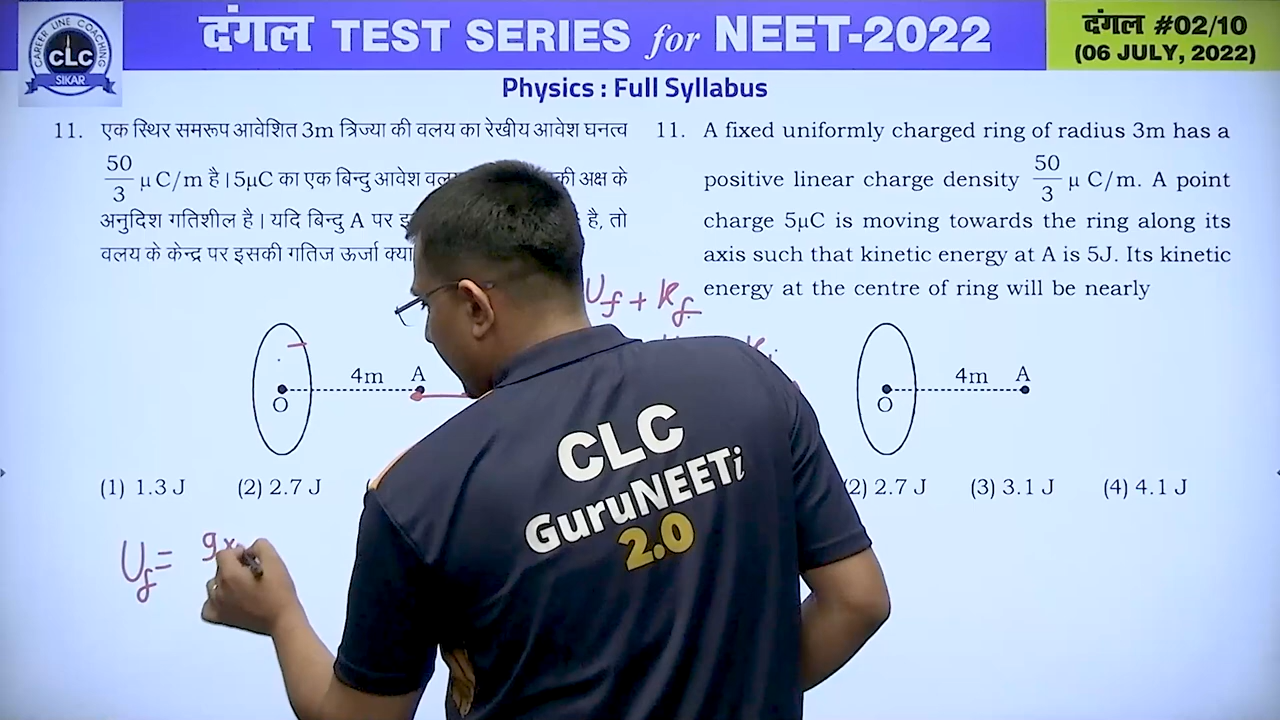 CAREER LINE COACHING
CLC
SIKAR
दंगल TEST SERIES for NEET-2022
दंगल #02/10
(06 JULY, 2022)
Physics : Full Syllabus
11. एक स्थिर समरूप आवेशित 3m त्रिज्या की वलय का रेखीय आवेश घनत्व
50/3 μ C/m है। 5μC का एक बिन्दु आवेश की अक्ष के
अनुदिश गतिशील है। यदि बिन्दु A पर है, तो
वलय के केन्द्र पर इसकी गतिज ऊर्जा
4m A
O
(1) 1.3 J (2) 2.7 J
11. A fixed uniformly charged ring of radius 3m has a
positive linear charge density 50/3 μ C/m. A point
charge 5μC is moving towards the ring along its
axis such that kinetic energy at A is 5J. Its kinetic
energy at the centre of ring will be nearly
4m A
O
(2) 2.7 J (3) 3.1 J (4) 4.1 J
Uf + Kf
Uf = 9x
CLC
GuruNEETi
2.0